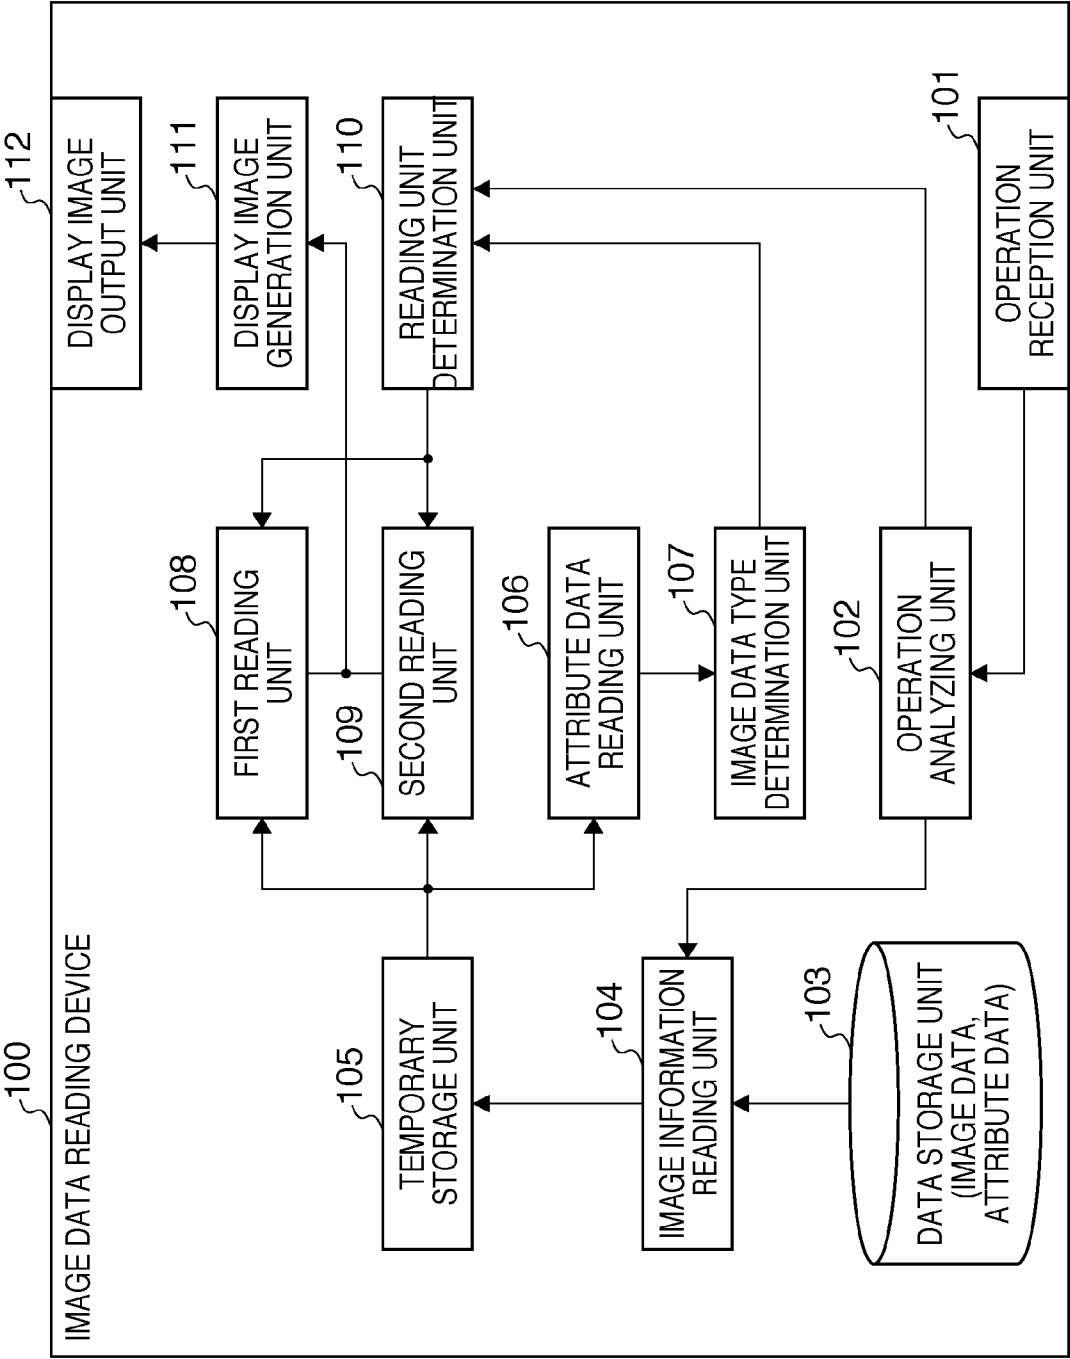 100
IMAGE DATA READING DEVICE
105
TEMPORARY
STORAGE UNIT
104
IMAGE INFORMATION
READING UNIT
103
DATA STORAGE UNIT
(IMAGE DATA,
ATTRIBUTE DATA)
108
FIRST READING
UNIT
109
SECOND READING
UNIT
106
ATTRIBUTE DATA
READING UNIT
107
IMAGE DATA TYPE
DETERMINATION UNIT
102
OPERATION
ANALYZING UNIT
112
DISPLAY IMAGE
OUTPUT UNIT
111
DISPLAY IMAGE
GENERATION UNIT
110
READING UNIT
DETERMINATION UNIT
101
OPERATION
RECEPTION UNIT